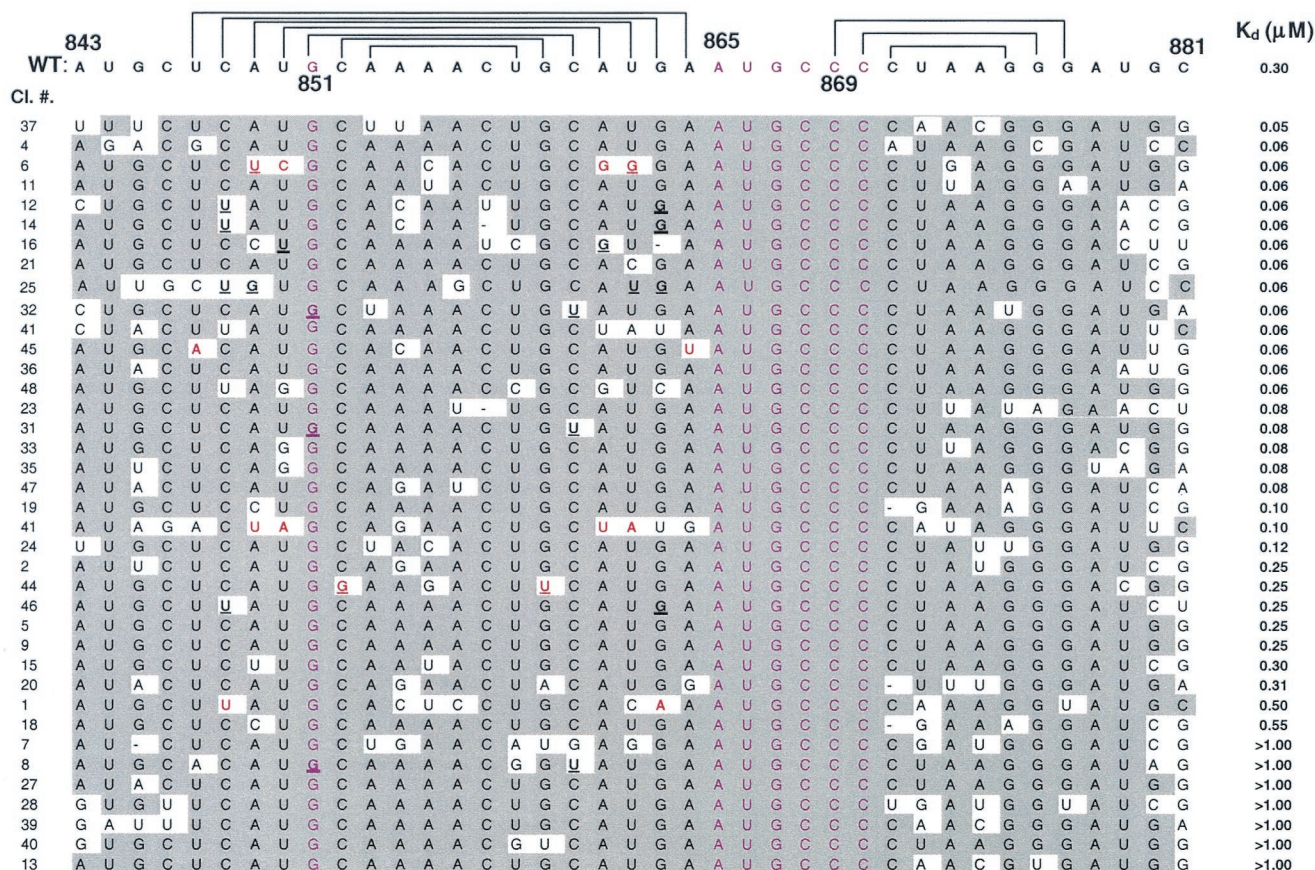 843 865 881 K<sub>d</sub> (μM)
WT: A U G C U C A U G C A A A A C U G C A U G A A U G C C C C U A A G G G A U G C 0.30
851 869
Cl. #.
37 U U U C U C A U G C U U A A C U G C A U G A A U G C C C C A A C G G G A U G G 0.05
4 A G A C G C A U G C A A A A C U G C A U G A A U G C C C A U A A G C G A U C C 0.06
6 A U G C U C U C G C A A C A C U G C G G G A A U G C C C C U G A G G G A U G G 0.06
11 A U G C U C A U G C A A U A C U G C A U G A A U G C C C C U U A G G A A U G A 0.06
12 C U G C U U A U G C A C A A U U G C A U G A A U G C C C C U A A G G G A A C G 0.06
14 A U G C U U A U G C A C A A - U G C A U G A A U G C C C C U A A G G G A A C G 0.06
16 A U G C U C C U G C A A A A U C G C G U - A A U G C C C C U A A G G G A C U U 0.06
21 A U G C U C A U G C A A A A C U G C A C G A A U G C C C C U A A G G G A U C G 0.06
25 A U U G C U G U G C A A A G C U G C A U G A A U G C C C C U A A G G G A U C C 0.06
32 C U G C U C A U G C U A A A C U G U A U G A A U G C C C C U A A U G G A U G A 0.06
41 C U A C U U A U G C A A A A C U G C U A U A A U G C C C C U A A G G G A U U C 0.06
45 A U G C A C A U G C A C A A C U G C A U G U A U G C C C C U A A G G G A U U G 0.06
36 A U A C U C A U G C A A A A C U G C A U G A A U G C C C C U A A G G G A A U G 0.06
48 A U G C U U A G G C A A A A C C G C G U C A A U G C C C C U A A G G G A U G G 0.06
23 A U G C U C A U G C A A A U - U G C A U G A A U G C C C C U U A U A G A A C U 0.08
31 A U G C U C A U G C A A A A C U G U A U G A A U G C C C C U A A G G G A U G G 0.08
33 A U G C U C A G G C A A A A C U G C A U G A A U G C C C C U U A G G G A C G G 0.08
35 A U U C U C A G G C A A A A C U G C A U G A A U G C C C C U A A G G G U A G A 0.08
47 A U A C U C A U G C A G A U C U G C A U G A A U G C C C C U A A A G G A U C A 0.08
19 A U G C U C C U G C A A A A C U G C A U G A A U G C C C - G A A A G G A U C G 0.10
41 A U A G A C U A G C A G A A C U G C U A U G A U G C C C C A U A G G G A U U C 0.10
24 U U G C U C A U G C U A C A C U G C A U G A A U G C C C C U A U U G G A U G G 0.12
2 A U U C U C A U G C A G A A C U G C A U G A A U G C C C C U A U G G G A U C G 0.25
44 A U G C U C A U G G A A G A C U U C A U G A A U G C C C C U A A G G G A C G G 0.25
46 A U G C U U A U G C A A A A C U G C A U G A A U G C C C C U A A G G G A U C U 0.25
5 A U G C U C A U G C A A A A C U G C A U G A A U G C C C C U A A G G G A U G G 0.25
9 A U G C U C A U G C A A A A C U G C A U G A A U G C C C C U A A G G G A U G G 0.25
15 A U G C U C U U G C A A U A C U G C A U G A A U G C C C C U A A G G G A U C G 0.30
20 A U A C U C A U G C A G A A C U A C A U G G A U G C C C - U U U G G G A U G A 0.31
1 A U G C U U A U G C A C U C C U G C A C A A A U G C C C C A A A G G U A U G C 0.50
18 A U G C U C C U G C A A A A C U G C A U G A A U G C C C - G A A A G G A U C G 0.55
7 A U - C U C A U G C U G A A C A U G A G G A A U G C C C C G A U G G G A U C G >1.00
8 A U G C A C A U G C A A A A C G G U A U G A A U G C C C C U A A G G G A U A G >1.00
27 A U A C U C A U G C A A A A C U G C A U G A A U G C C C C U A A G G G A U G G >1.00
28 G U G U U C A U G C A A A A C U G C A U G A A U G C C C U G A U G G U A U C G >1.00
39 G A U U U C A U G C A A A A C U G C A U G A A U G C C C C A A C G G G A U G A >1.00
40 A U G C U C A U G C A A A A C G U C A U G A A U G C C C C U A A G G G A U G G >1.00
13 A U G C U C A U G C A A A A C U G C A U G A A U G C C C C A A C G U G A U G G >1.00